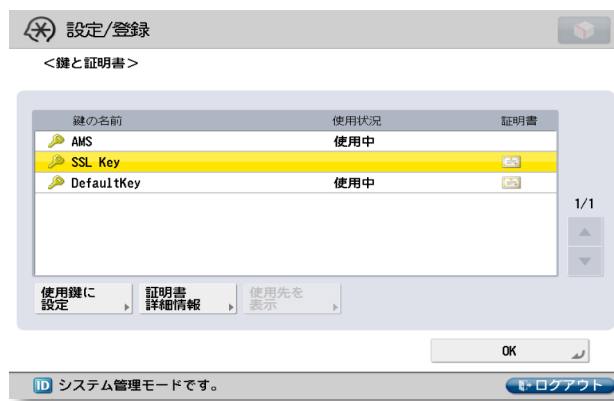 設定/登録
<鍵と証明書>
鍵の名前 使用状況 証明書
AMS 使用中
SSL Key
DefaultKey 使用中
1/1
使用鍵に
設定
証明書
詳細情報
使用先を
表示
OK
ID システム管理モードです。
ログアウト